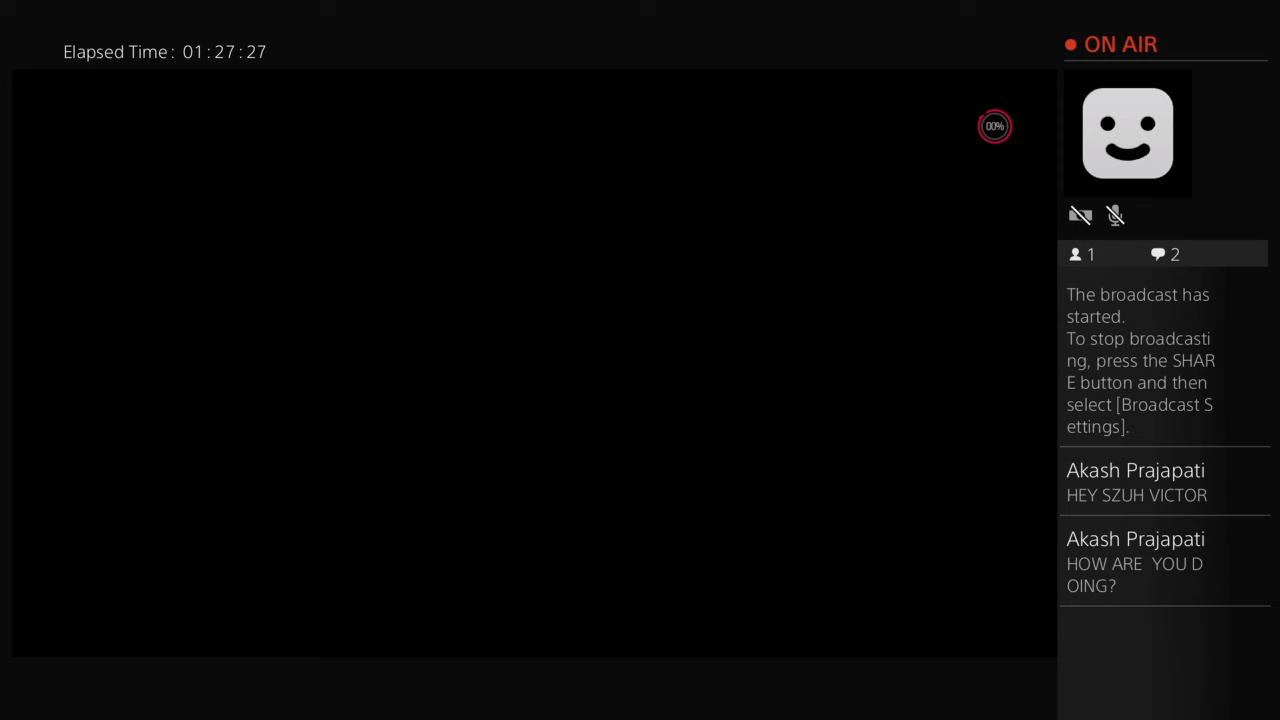 Elapsed Time: 01:27:27
ON AIR
00%
1 2
The broadcast has
started.
To stop broadcasti
ng, press the SHAR
E button and then
select [Broadcast S
ettings].
Akash Prajapati
HEY SZUH VICTOR
Akash Prajapati
HOW ARE  YOU D
OING?